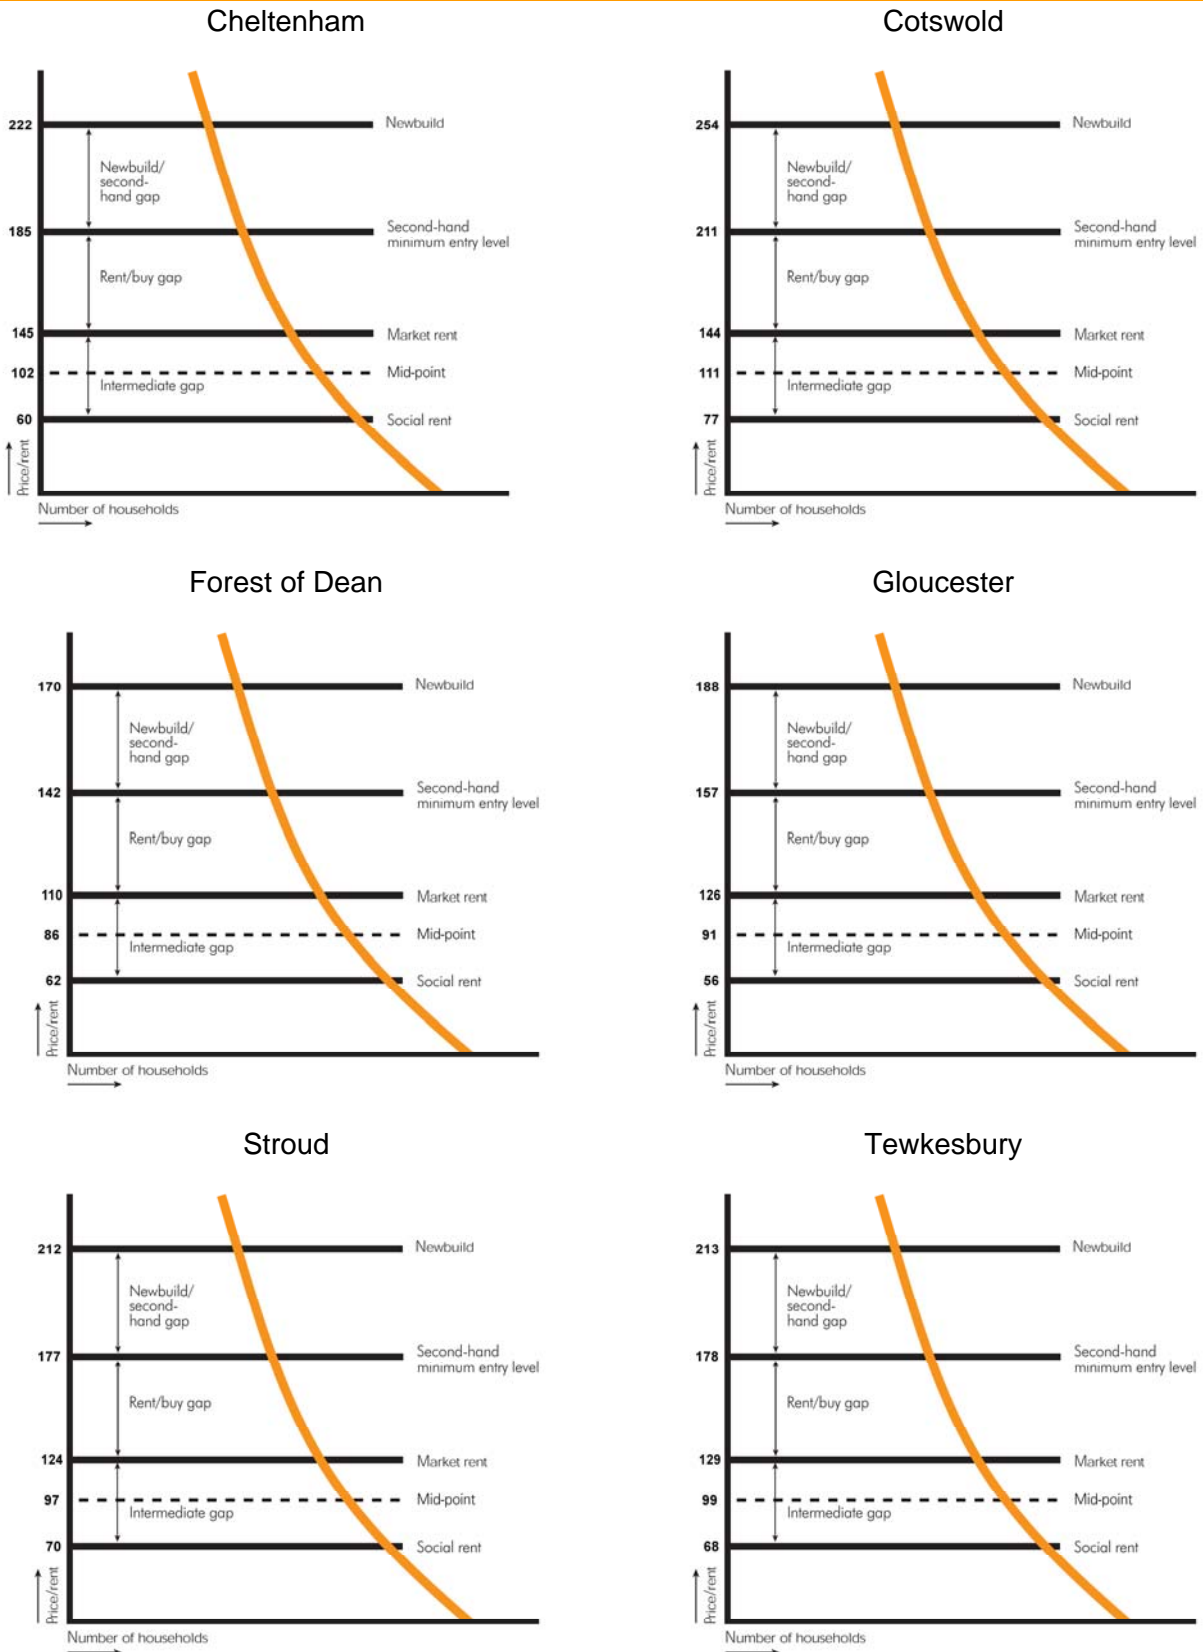 Cheltenham
222
Newbuild
Newbuild/
second-
hand gap
185
Second-hand
minimum entry level
Rent/buy gap
145
Market rent
102
Mid-point
Intermediate gap
60
Social rent
Price/rent
Number of households
Cotswold
254
Newbuild
Newbuild/
second-
hand gap
211
Second-hand
minimum entry level
Rent/buy gap
144
Market rent
111
Mid-point
Intermediate gap
77
Social rent
Price/rent
Number of households
Forest of Dean
170
Newbuild
Newbuild/
second-
hand gap
142
Second-hand
minimum entry level
Rent/buy gap
110
Market rent
86
Mid-point
Intermediate gap
62
Social rent
Price/rent
Number of households
Gloucester
188
Newbuild
Newbuild/
second-
hand gap
157
Second-hand
minimum entry level
Rent/buy gap
126
Market rent
91
Mid-point
Intermediate gap
56
Social rent
Price/rent
Number of households
Stroud
212
Newbuild
Newbuild/
second-
hand gap
177
Second-hand
minimum entry level
Rent/buy gap
124
Market rent
97
Mid-point
Intermediate gap
70
Social rent
Price/rent
Number of households
Tewkesbury
213
Newbuild
Newbuild/
second-
hand gap
178
Second-hand
minimum entry level
Rent/buy gap
129
Market rent
99
Mid-point
Intermediate gap
68
Social rent
Price/rent
Number of households